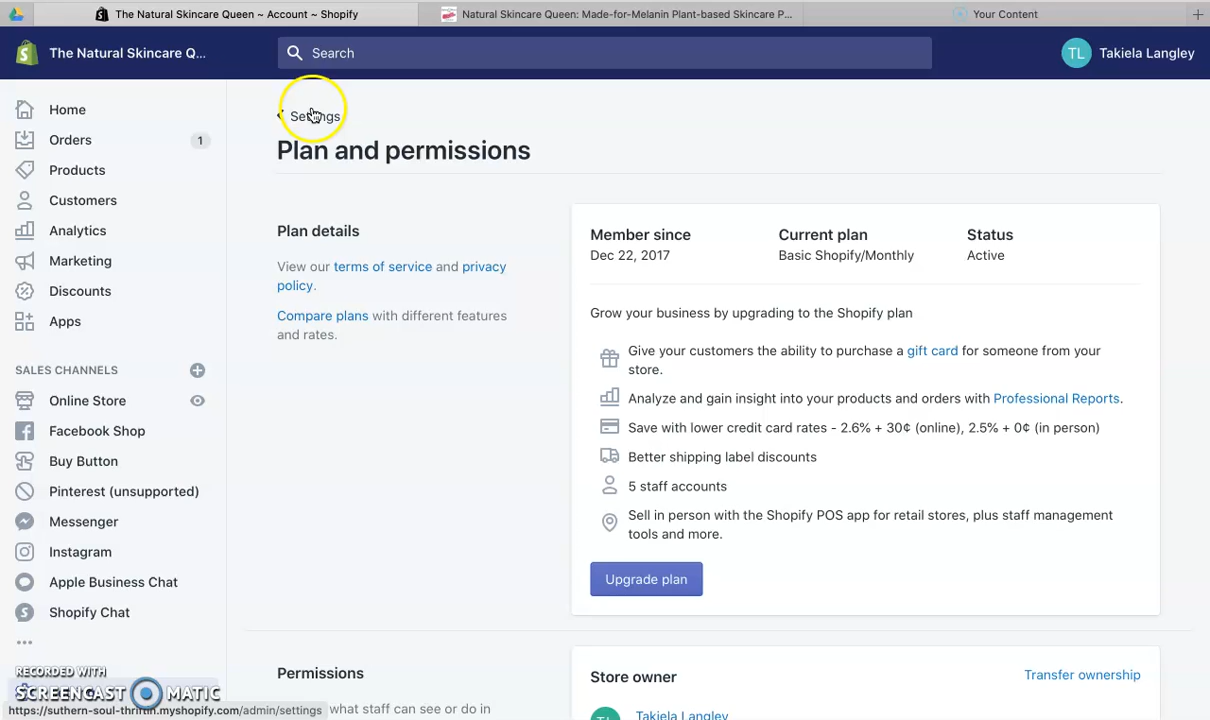 The Natural Skincare Queen ~ Account ~ Shopify
Natural Skincare Queen: Made-for-Melanin Plant-based Skincare P...
Your Content
The Natural Skincare Q...
Search
TL
Takiela Langley
Home
Orders
1
Products
Customers
Analytics
Marketing
Discounts
Apps
SALES CHANNELS
Online Store
Facebook Shop
Buy Button
Pinterest (unsupported)
Messenger
Instagram
Apple Business Chat
Shopify Chat
RECORDED WITH
SCREENCAST MATIC
https://suthern-soul-thriftin.myshopify.com/admin/settings
Settings
Plan and permissions
Plan details
View our terms of service and privacy
policy.
Compare plans with different features
and rates.
Member since
Dec 22, 2017
Current plan
Basic Shopify/Monthly
Status
Active
Grow your business by upgrading to the Shopify plan
Give your customers the ability to purchase a gift card for someone from your
store.
Analyze and gain insight into your products and orders with Professional Reports.
Save with lower credit card rates - 2.6% + 30¢ (online), 2.5% + 0¢ (in person)
Better shipping label discounts
5 staff accounts
Sell in person with the Shopify POS app for retail stores, plus staff management
tools and more.
Upgrade plan
Permissions
what staff can see or do in
Store owner
Transfer ownership
TL
Takiela Langley